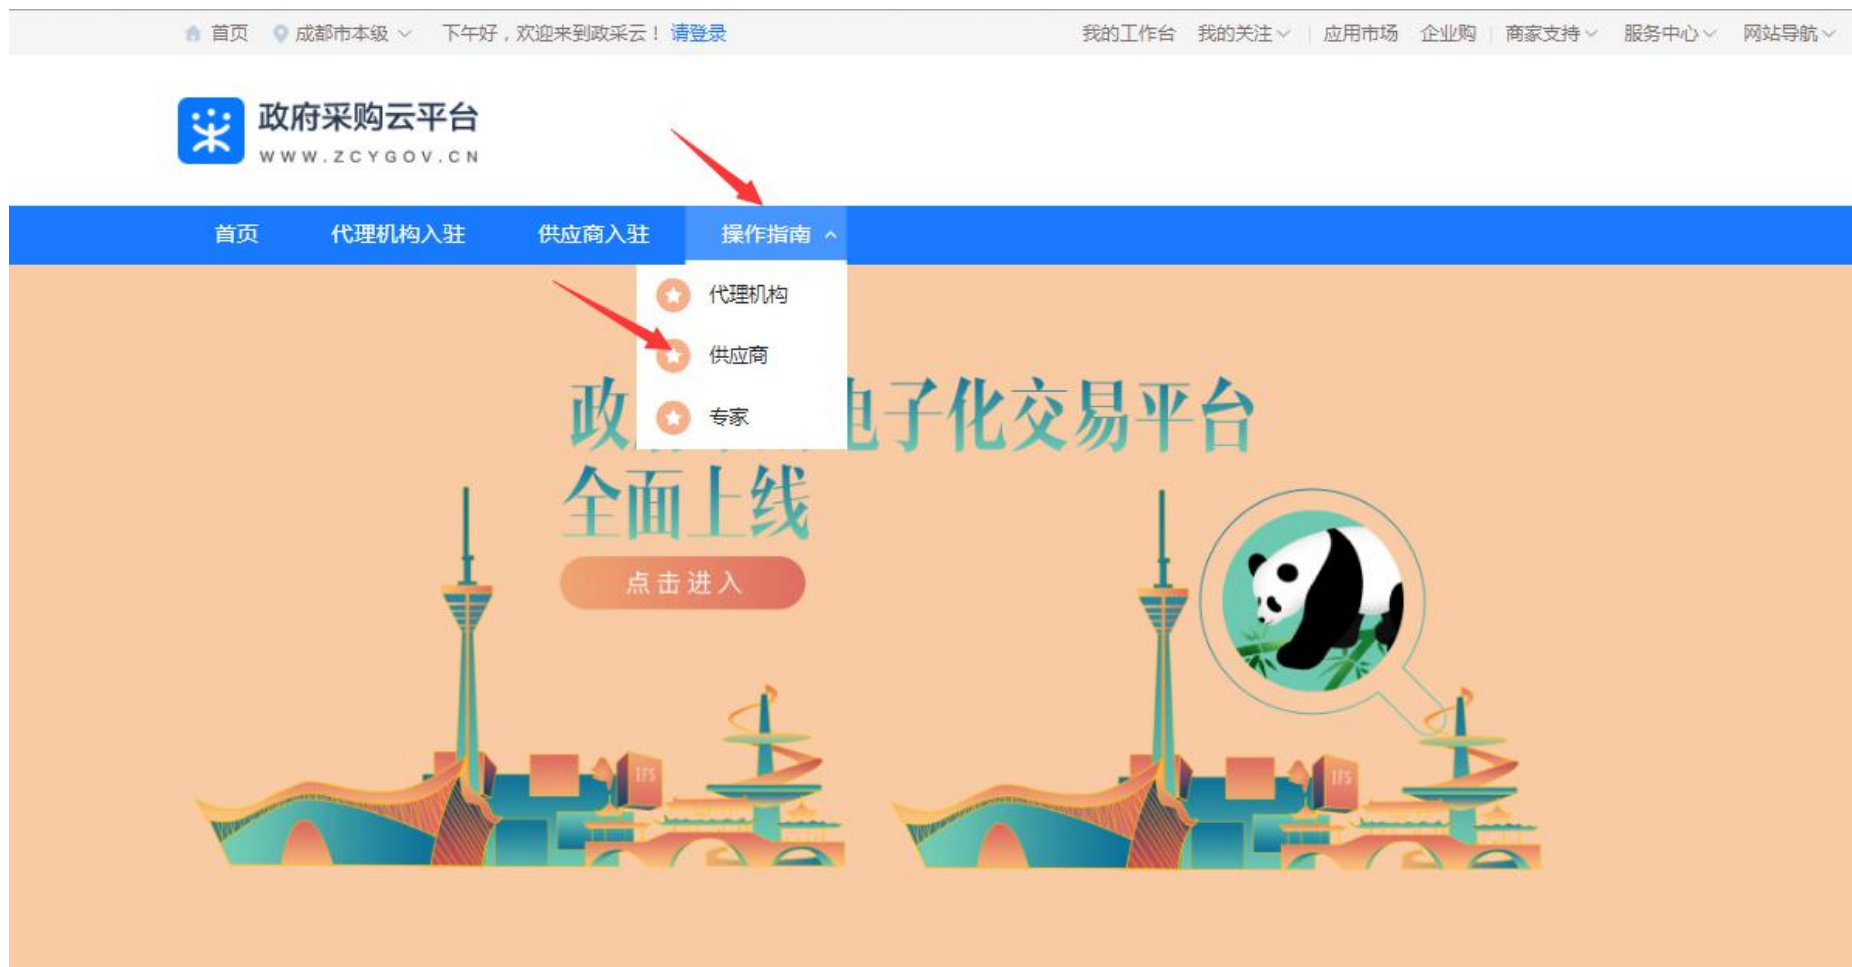 首页 成都市本级 下午好，欢迎来到政采云！ 请登录 我的工作台 我的关注 应用市场 企业购 商家支持 服务中心 网站导航
政府采购云平台
WWW.ZCYGOV.CN
首页 代理机构入驻 供应商入驻 操作指南
代理机构
供应商
专家
政 电子化交易平台
全面上线
点击进入
IFS
IFS